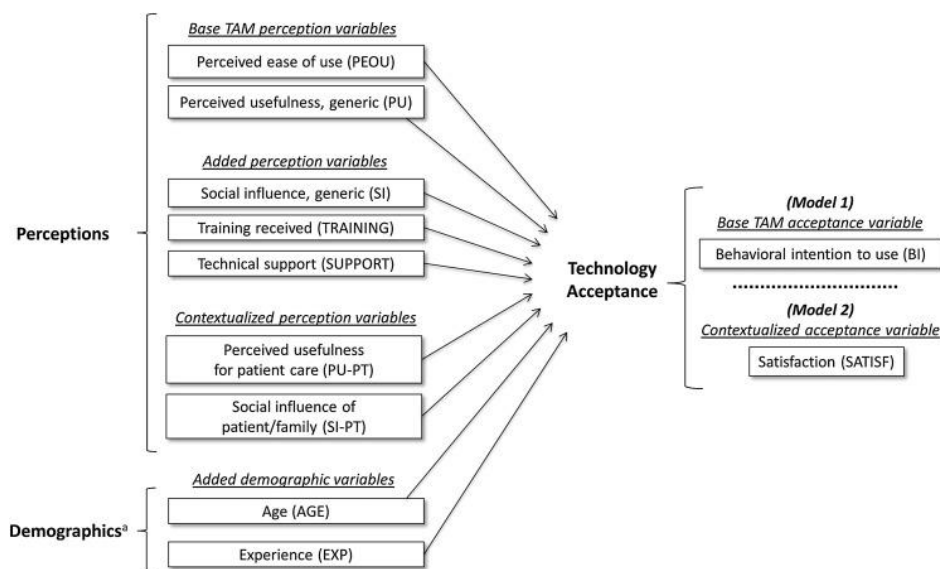 Base TAM perception variables
Perceived ease of use (PEOU)
Perceived usefulness, generic (PU)
Added perception variables
Social influence, generic (SI)
Training received (TRAINING)
Technical support (SUPPORT)
Contextualized perception variables
Perceived usefulness
for patient care (PU-PT)
Social influence of
patient/family (SI-PT)
Perceptions
Added demographic variables
Age (AGE)
Experience (EXP)
Demographicsᵃ
Technology
Acceptance
(Model 1)
Base TAM acceptance variable
Behavioral intention to use (BI)
(Model 2)
Contextualized acceptance variable
Satisfaction (SATISF)